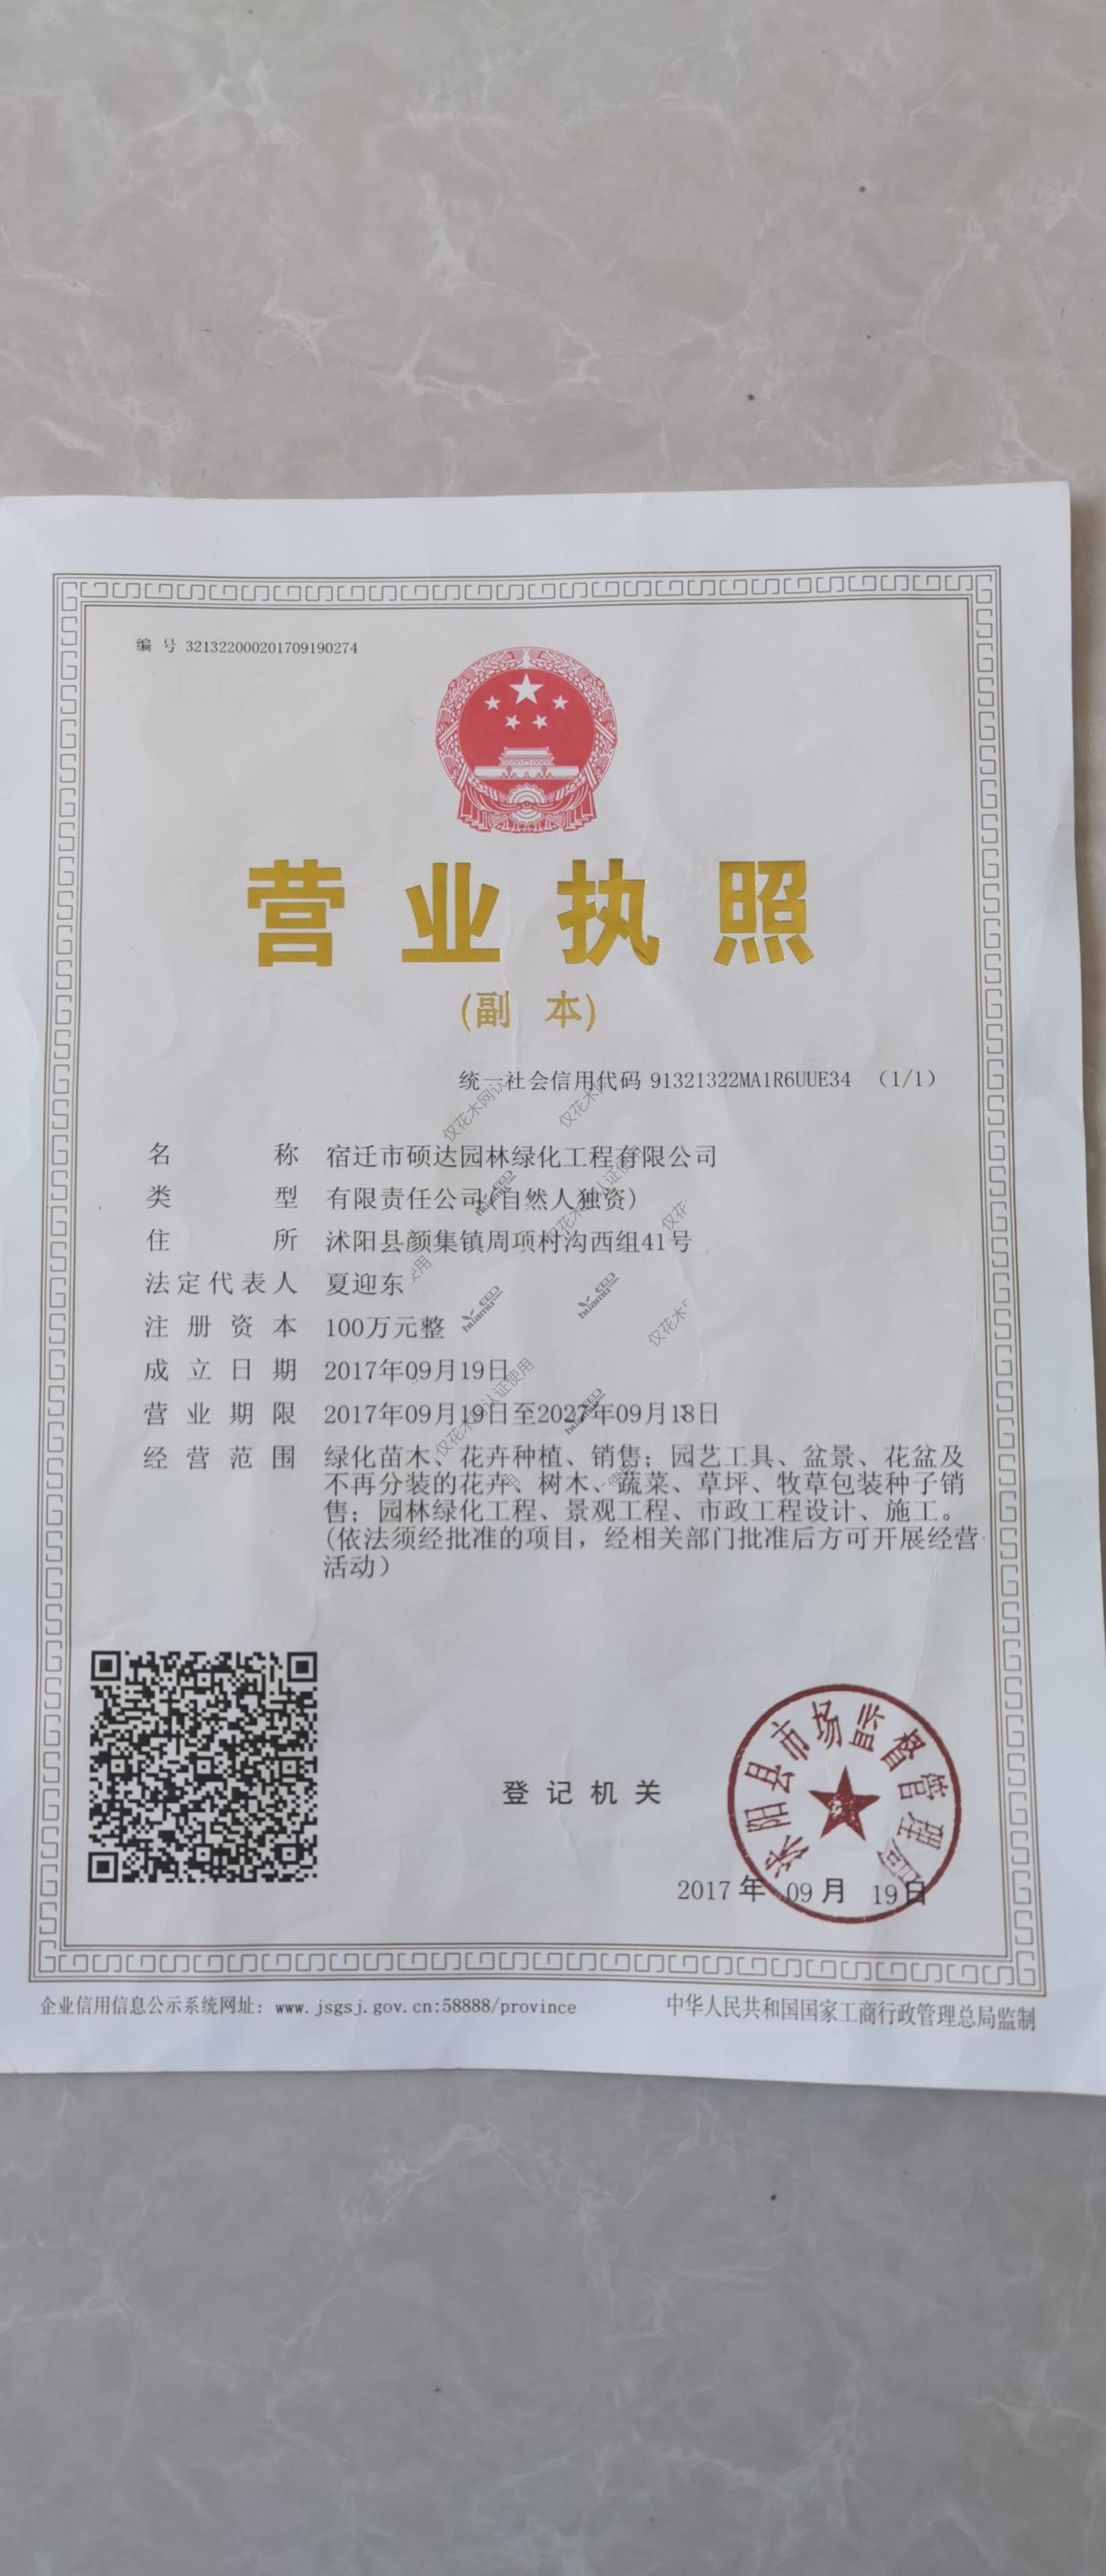 编 号 321322000201709190274
营业执照
(副 本)
统一社会信用代码 91321322MA1R6UUE34 (1/1)
名称 宿迁市硕达园林绿化工程有限公司
类型 有限责任公司(自然人独资)
住所 沭阳县颜集镇周项村沟西组41号
法定代表人 夏迎东
注册资本 100万元整
成立日期 2017年09月19日
营业期限 2017年09月19日至 年09月18日
经营范围 绿化苗木、花卉种植、销售；园艺工具、盆景、花盆及
不再分装的花卉、树木、蔬菜、草坪、牧草包装种子销
售；园林绿化工程、景观工程、市政工程设计、施工。
(依法须经批准的项目，经相关部门批准后方可开展经营
活动)
登记机关
沭阳县市场监督管理局
2017年 09月 19日
企业信用信息公示系统网址：www.jsgsj.gov.cn:58888/province
中华人民共和国国家工商行政管理总局监制
仅花木网认证使用
huamu